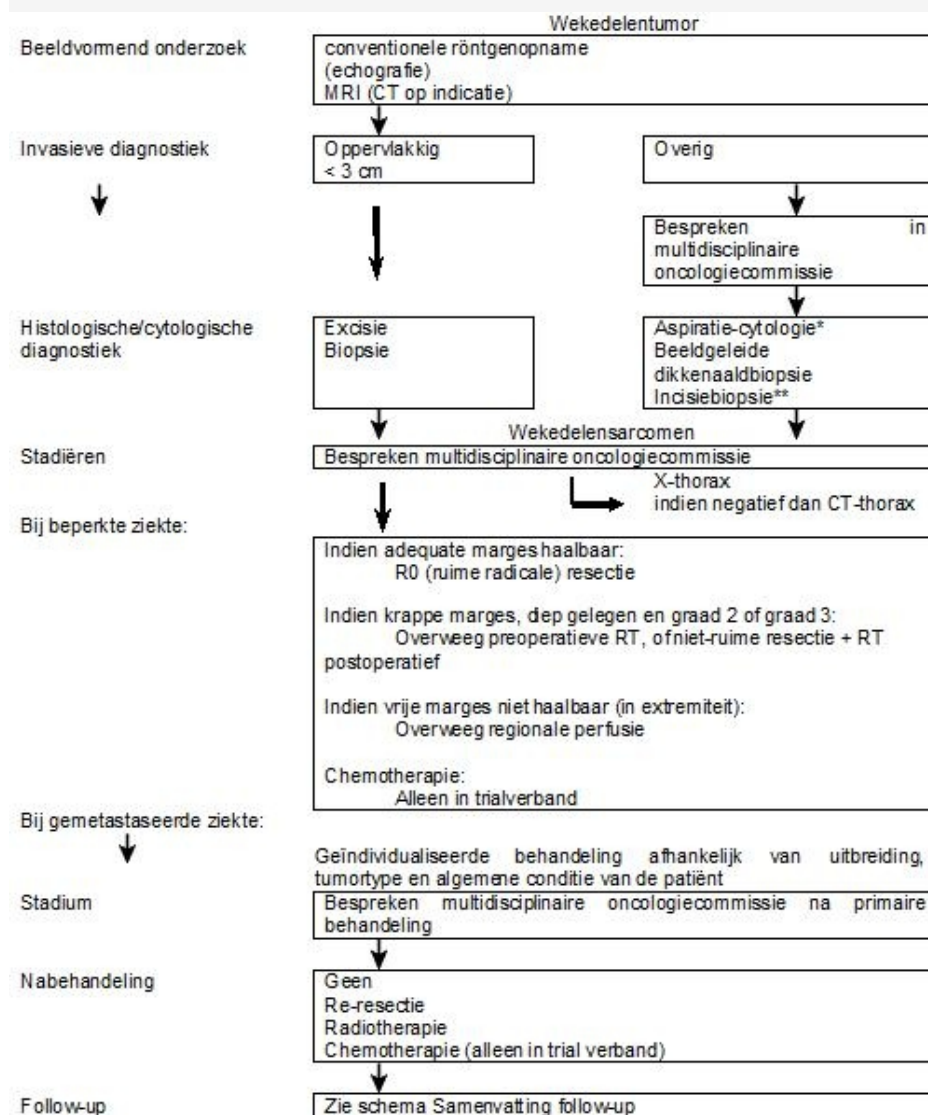 Wekedelentumor
Beeldvormend onderzoek
conventionele röntgenopname
(echografie)
MRI (CT op indicatie)
Invasieve diagnostiek
Oppervlakkig
< 3 cm
Overig
Bespreken in
multidisciplinaire
oncologiecommissie
Histologische/cytologische
diagnostiek
Excisie
Biopsie
Aspiratie-cytologie*
Beeldgeleide
dikkenaaldbiopsie
Incisiebiopsie**
Wekedelensarcomen
Stadiëren
Bespreken multidisciplinaire oncologiecommissie
X-thorax
indien negatief dan CT-thorax
Bij beperkte ziekte:
Indien adequate marges haalbaar:
R0 (ruime radicale) resectie
Indien krappe marges, diep gelegen en graad 2 of graad 3:
Overweeg preoperatieve RT, of niet-ruime resectie + RT
postoperatief
Indien vrije marges niet haalbaar (in extremiteit):
Overweeg regionale perfusie
Chemotherapie:
Alleen in trialverband
Bij gemetastaseerde ziekte:
Geïndividualiseerde behandeling afhankelijk van uitbreiding,
tumortype en algemene conditie van de patiënt
Stadium
Bespreken multidisciplinaire oncologiecommissie na primaire
behandeling
Nabehandeling
Geen
Re-resectie
Radiotherapie
Chemotherapie (alleen in trial verband)
Follow-up
Zie schema Samenvatting follow-up